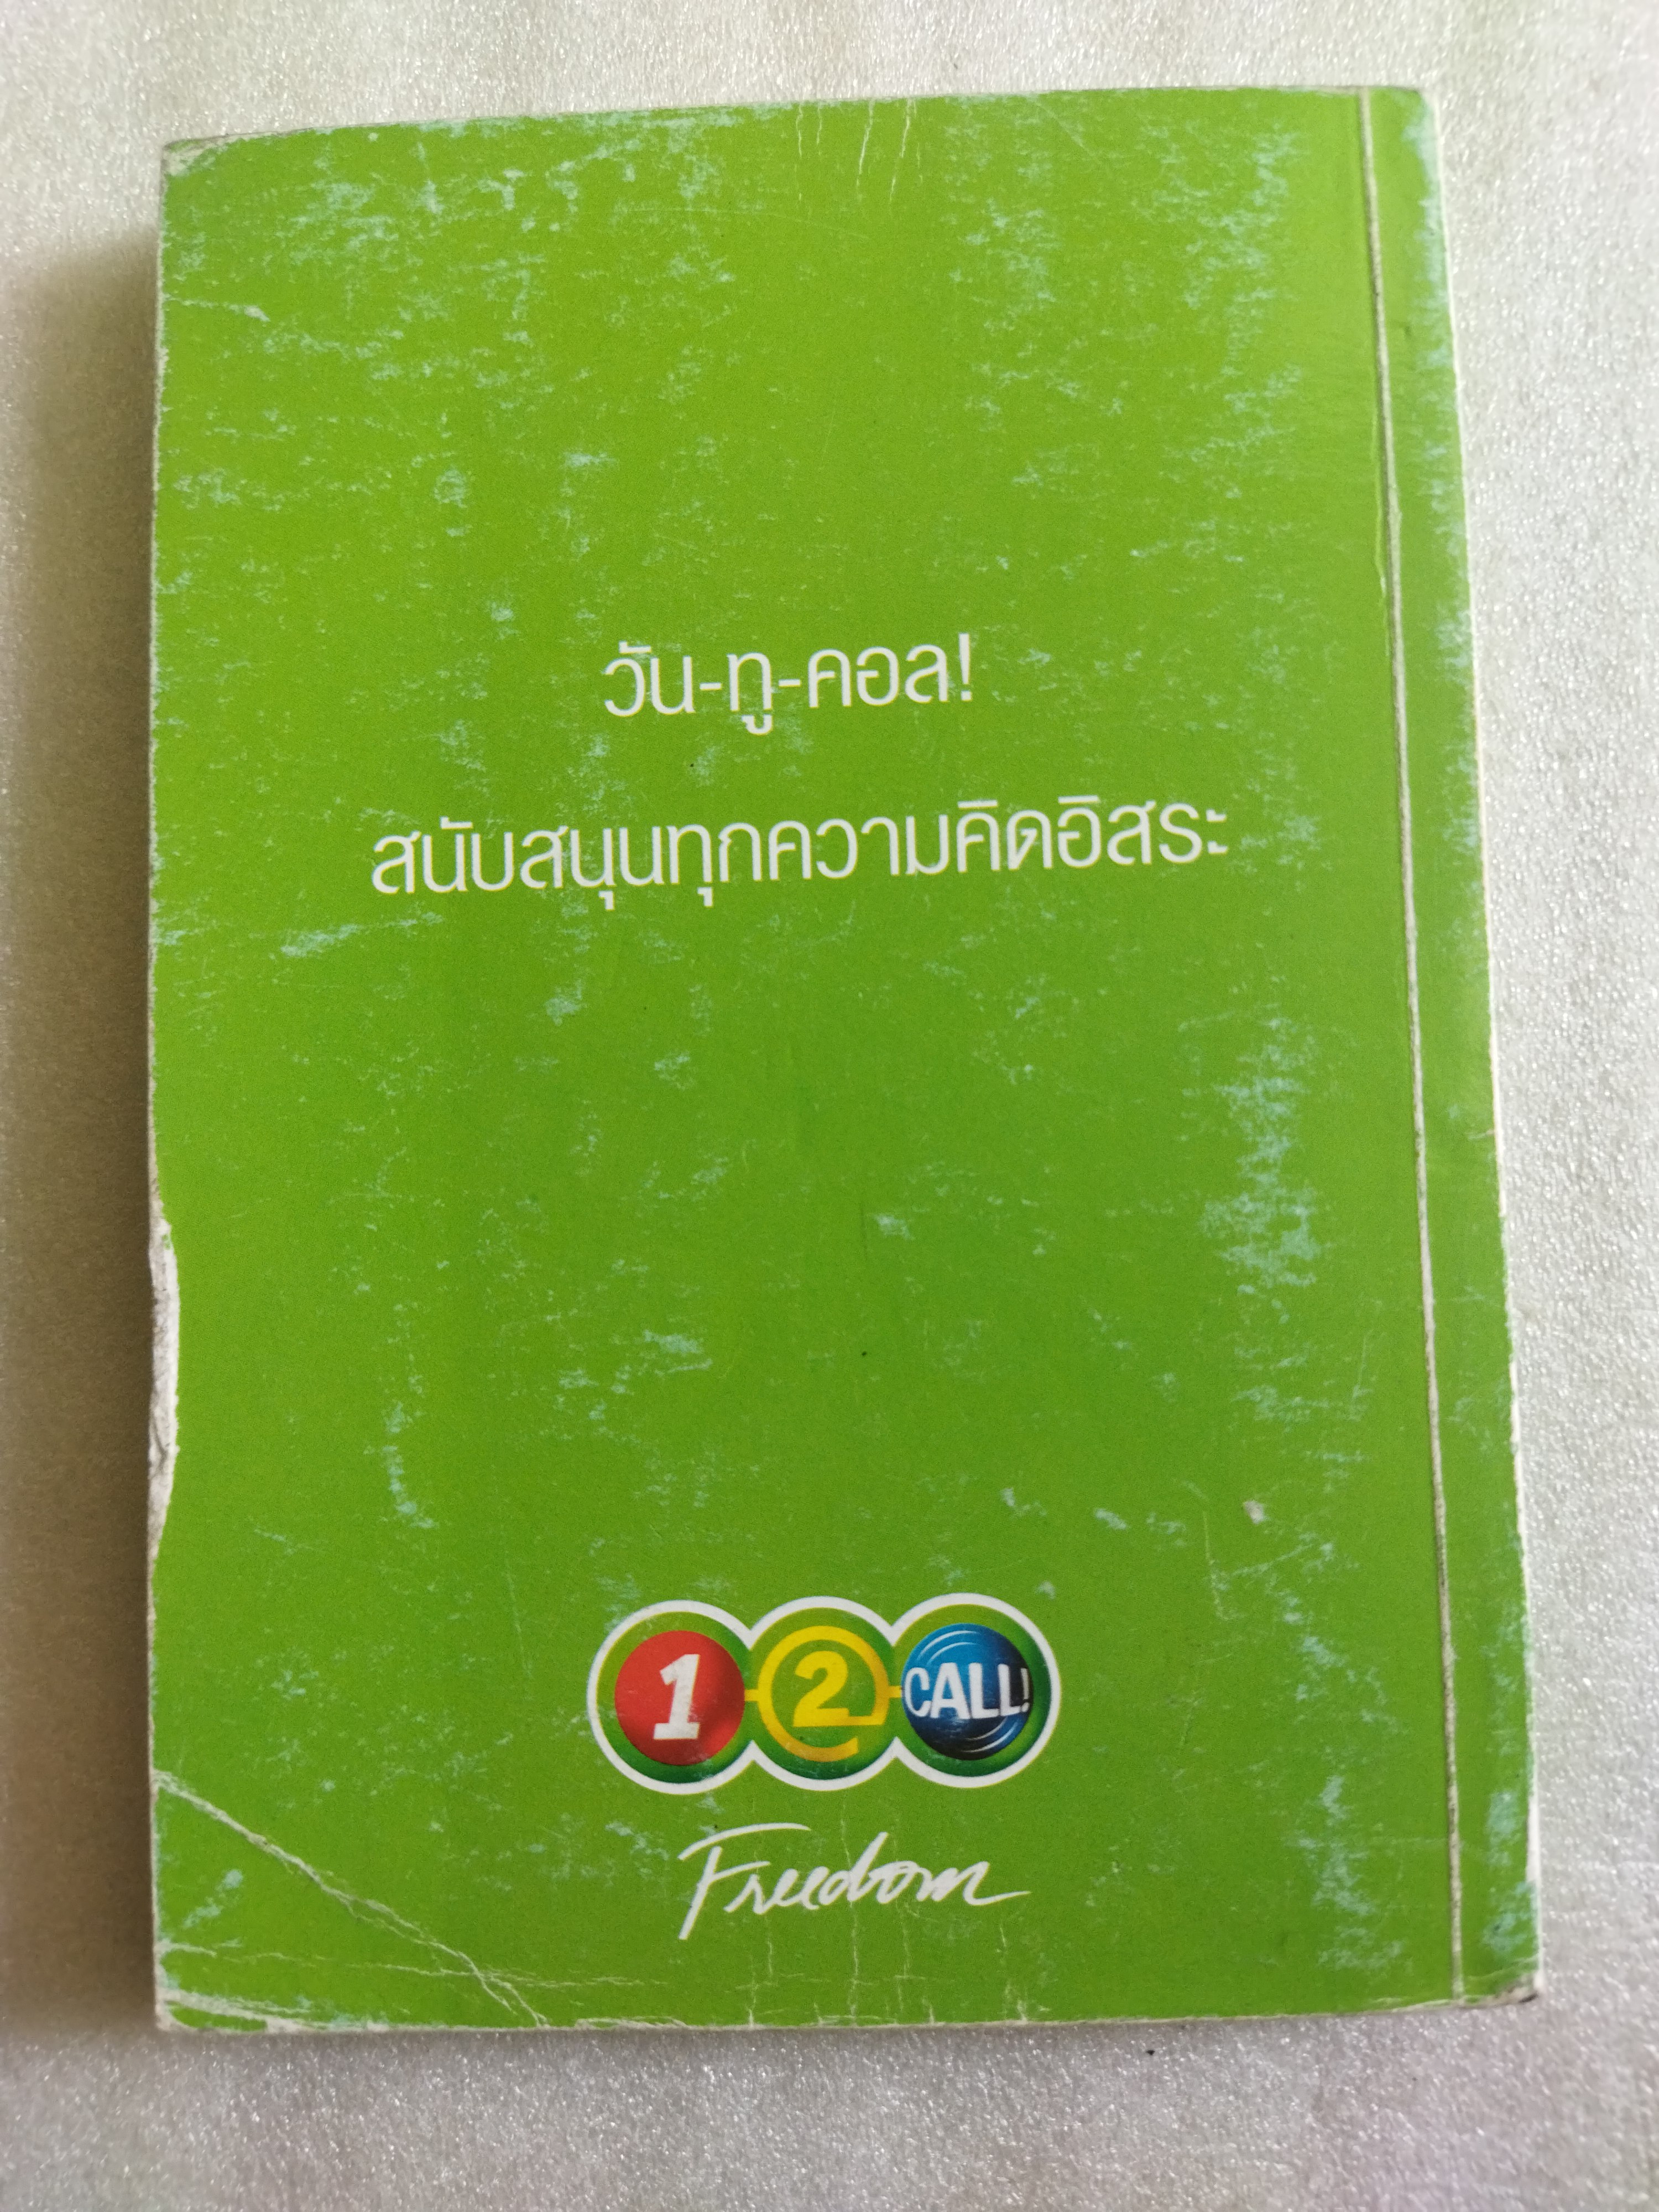 วัน-ทู-คอล!
สนับสนุนทุกความคิดอิสระ
1 2 CALL!
Freedom